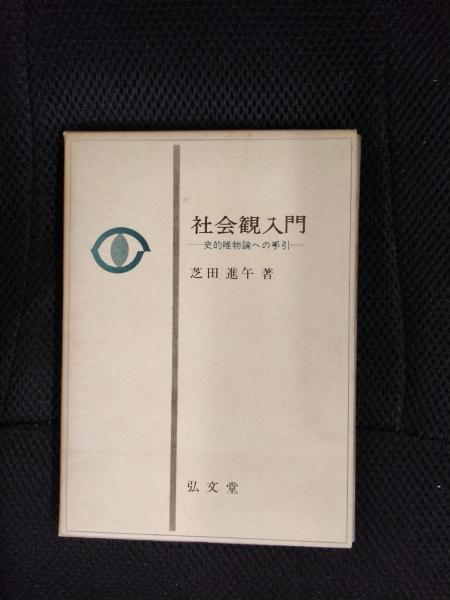 社会観入門
―史的唯物論への手引―
芝田進午著
弘文堂